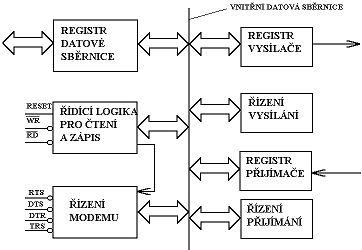 VNITŘNÍ DATOVÁ SBĚRNICE
REGISTR
DATOVÉ
SBĚRNICE
REGISTR
VYSÍLAČE
RESET
WR
RD
ŘÍDÍCÍ LOGIKA
PRO ČTENÍ
A ZÁPIS
ŘÍZENÍ
VYSÍLÁNÍ
REGISTR
PŘIJÍMAČE
RTS
DTS
DTR
TRS
ŘÍZENÍ
MODEMU
ŘÍZENÍ
PŘIJÍMÁNÍ